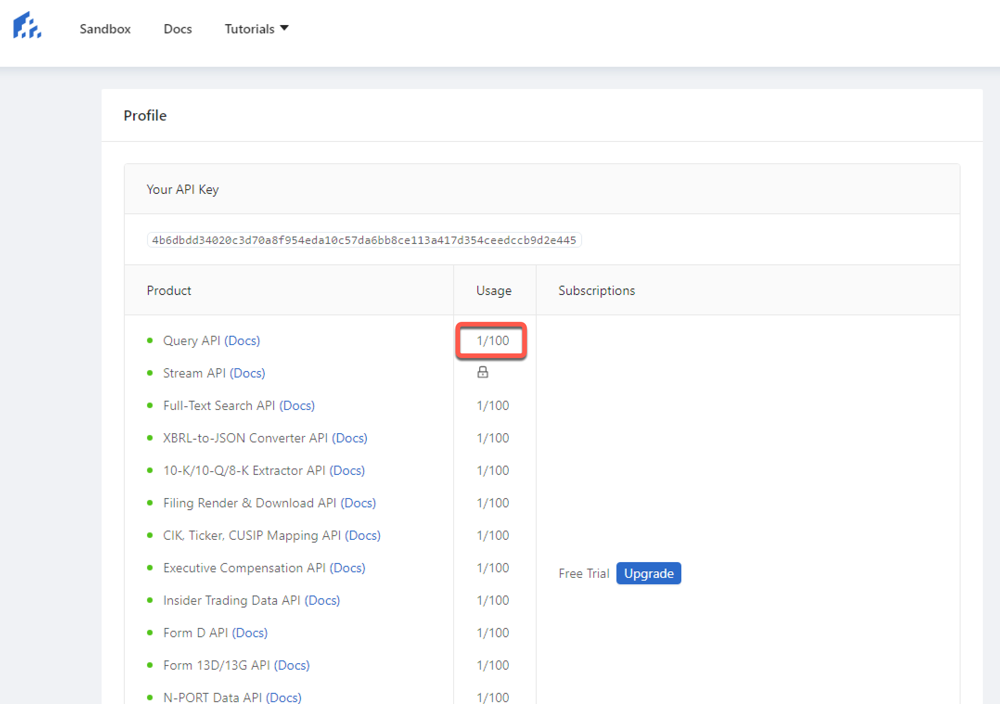 Sandbox Docs Tutorials
Profile
Your API Key
4b6dbdd34020c3d70a8f954eda10c57da6bb8ce113a417d354ceedccb9d2e445
Product Usage Subscriptions
Query API (Docs) 1/100
Stream API (Docs)
Full-Text Search API (Docs) 1/100
XBRL-to-JSON Converter API (Docs) 1/100
10-K/10-Q/8-K Extractor API (Docs) 1/100
Filing Render & Download API (Docs) 1/100
CIK, Ticker, CUSIP Mapping API (Docs) 1/100
Executive Compensation API (Docs) 1/100
Free Trial Upgrade
Insider Trading Data API (Docs) 1/100
Form D API (Docs) 1/100
Form 13D/13G API (Docs) 1/100
N-PORT Data API (Docs) 1/100